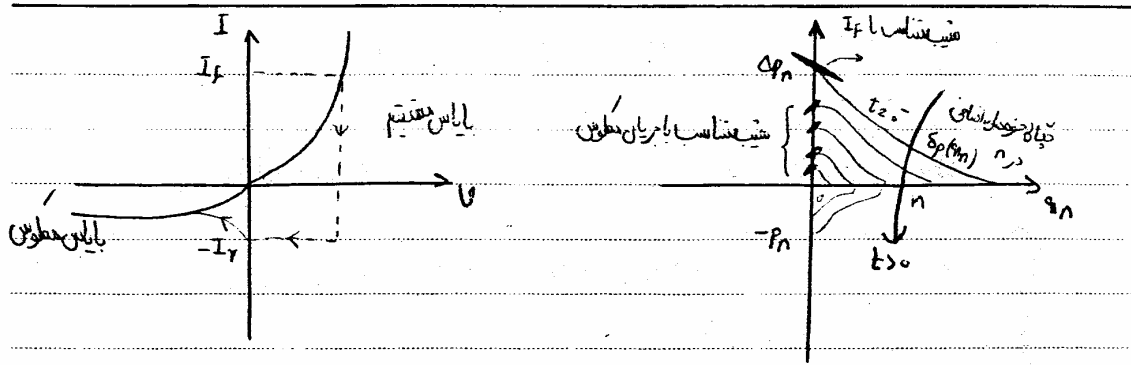 I
I_f
بایاس مستقیم
بایاس معکوس
-I_r
V
شیب متناسب با I_f
Δp_n
شیب متناسب با جریان معکوس
t=0-
δp(x_n)
در n
n
x_n
-p_n
t>0